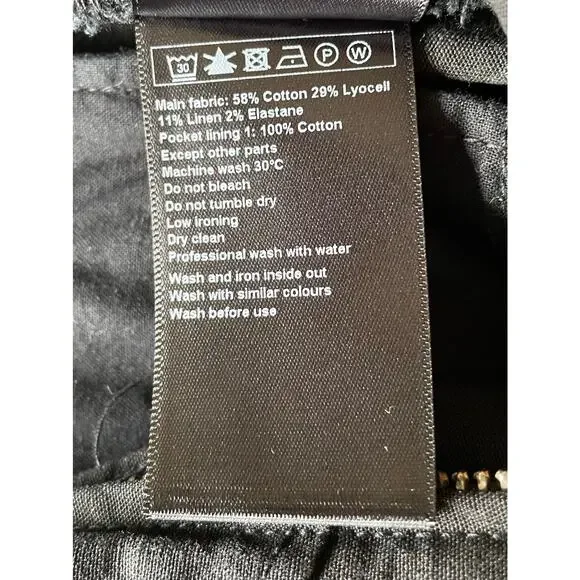 30 P W
Main fabric: 58% Cotton 29% Lyocell
11% Linen 2% Elastane
Pocket lining 1: 100% Cotton
Except other parts
Machine wash 30°C
Do not bleach
Do not tumble dry
Low ironing
Dry clean
Professional wash with water
Wash and iron inside out
Wash with similar colours
Wash before use